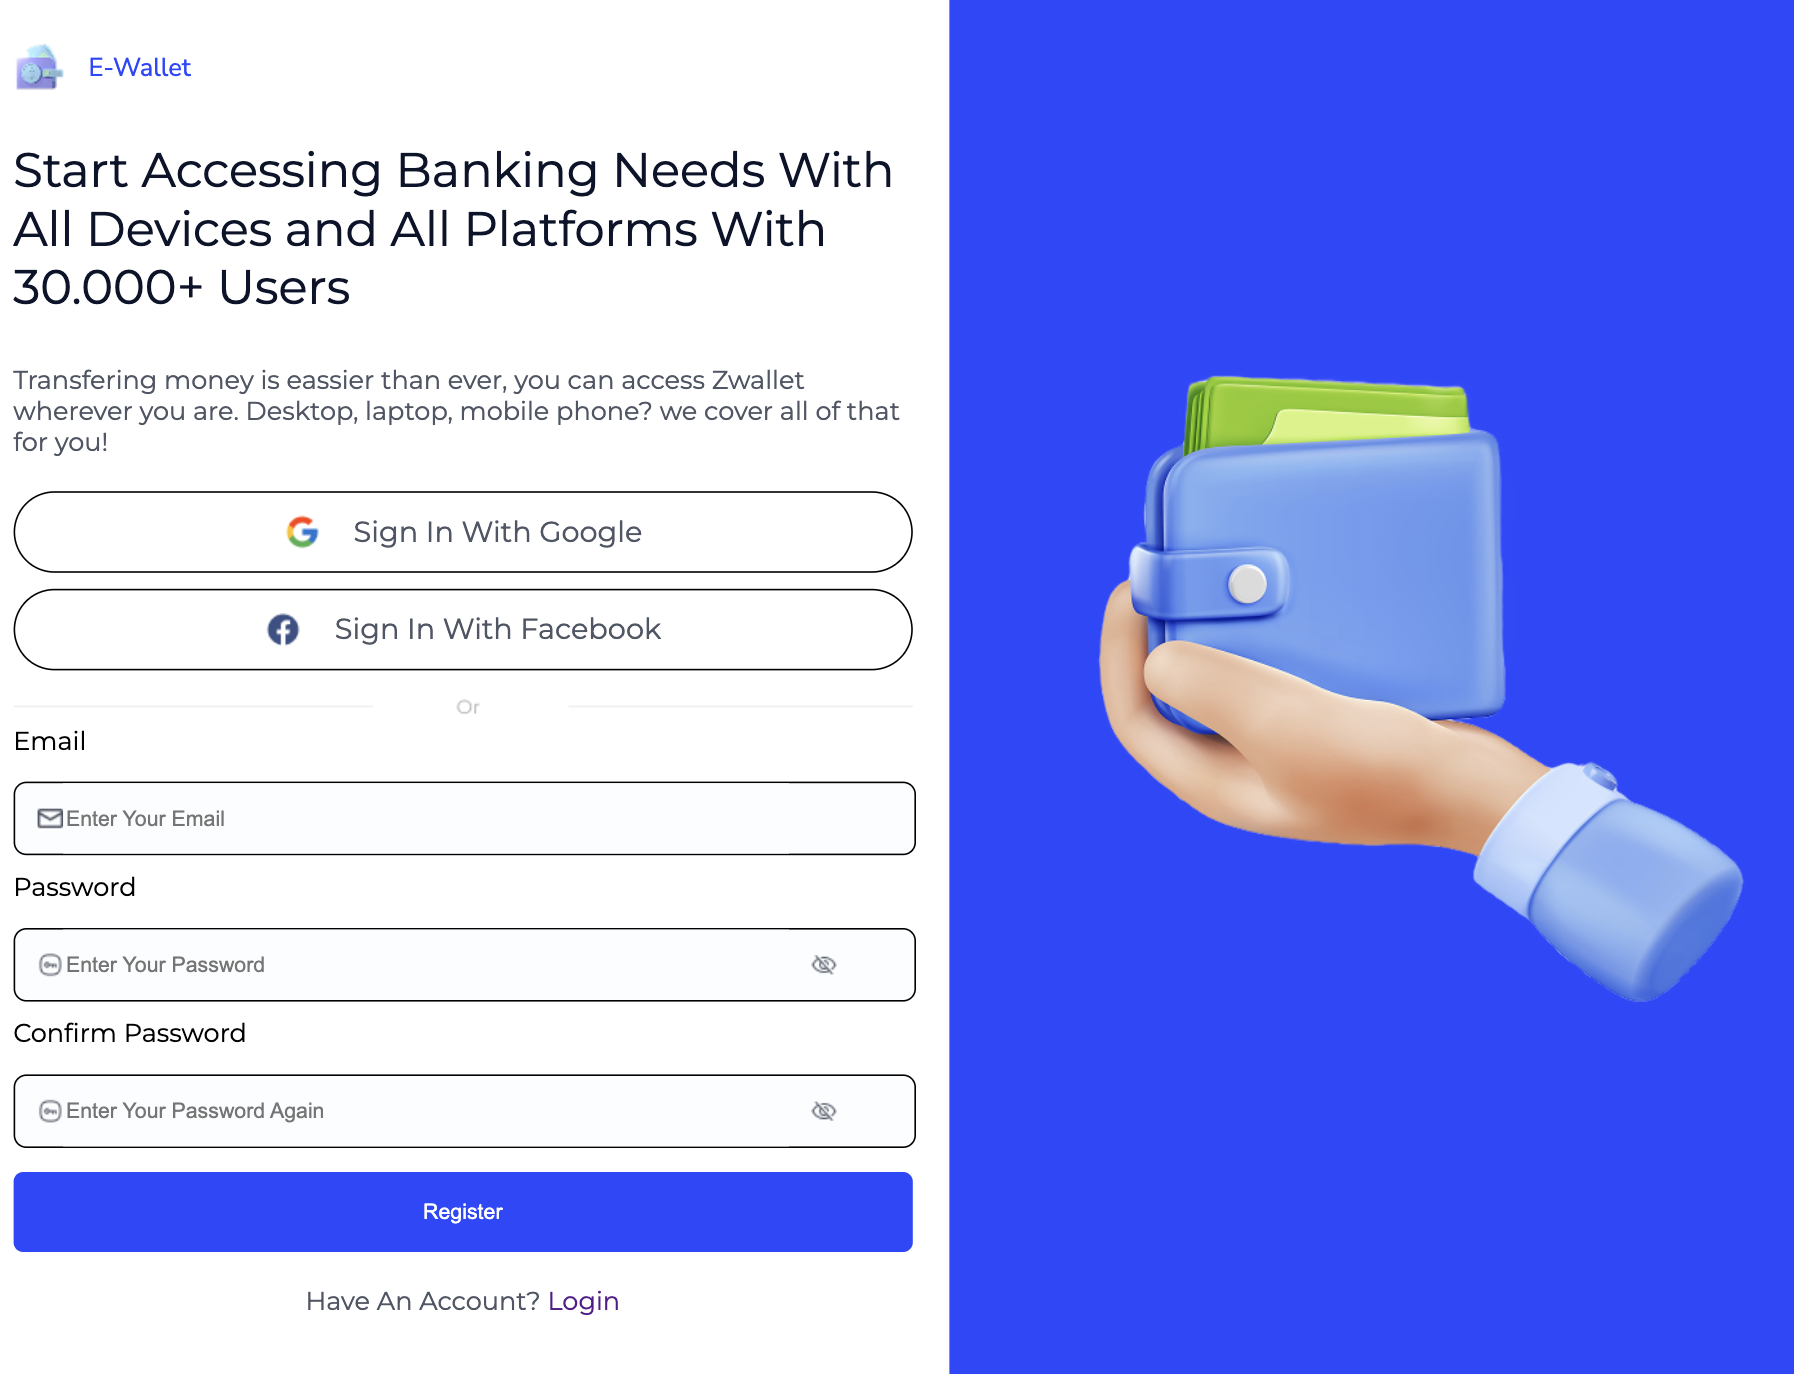 E-Wallet
Start Accessing Banking Needs With
All Devices and All Platforms With
30.000+ Users
Transfering money is eassier than ever, you can access Zwallet
wherever you are. Desktop, laptop, mobile phone? we cover all of that
for you!
Sign In With Google
Sign In With Facebook
Or
Email
Enter Your Email
Password
Enter Your Password
Confirm Password
Enter Your Password Again
Register
Have An Account? Login